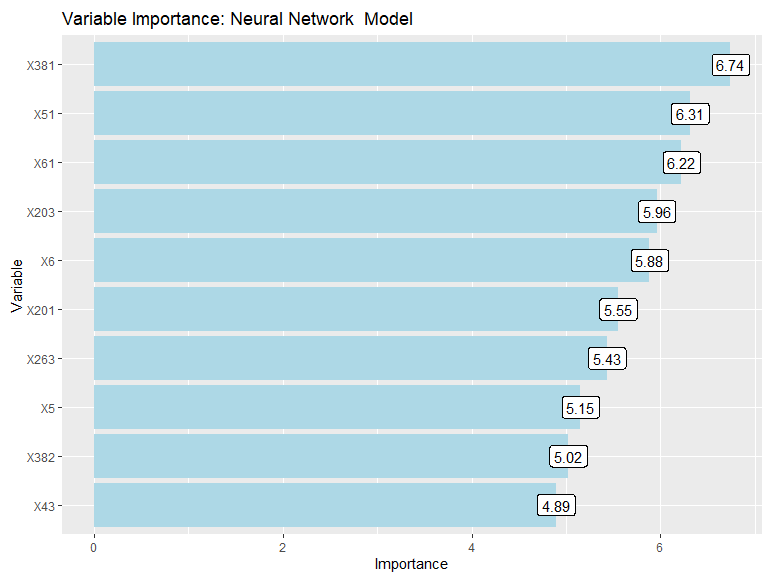 Variable Importance: Neural Network  Model
Variable
X381
6.74
X51
6.31
X61
6.22
X203
5.96
X6
5.88
X201
5.55
X263
5.43
X5
5.15
X382
5.02
X43
4.89
0
2
4
6
Importance